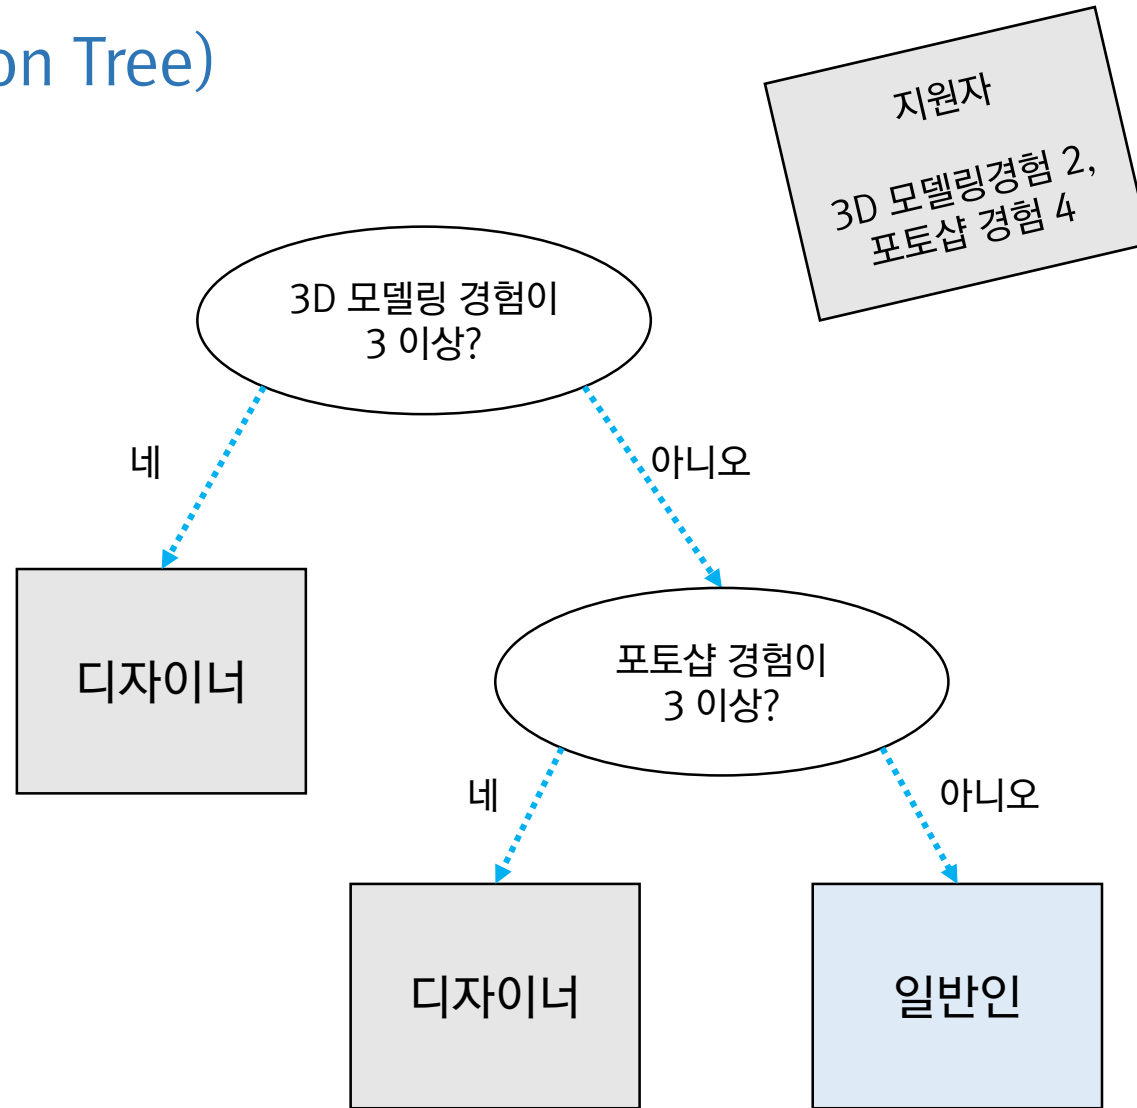 on Tree)
지원자
3D 모델링경험 2,
포토샵 경험 4
3D 모델링 경험이
3 이상?
네
아니오
디자이너
포토샵 경험이
3 이상?
네
아니오
디자이너
일반인